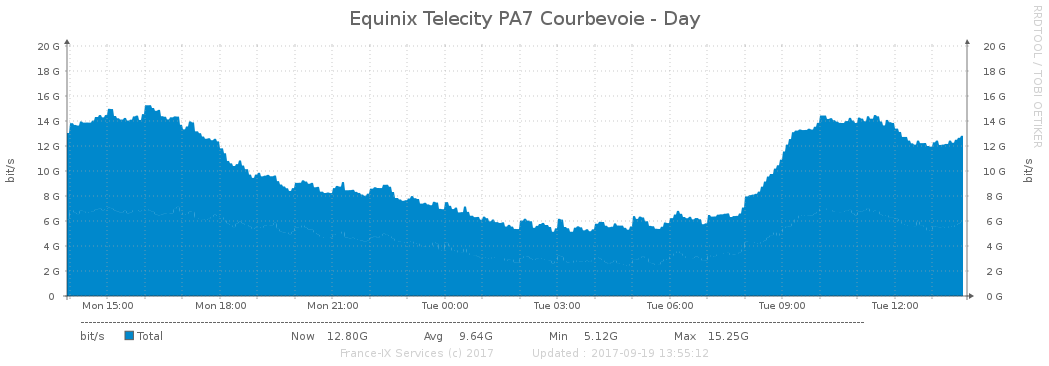 Equinix Telecity PA7 Courbevoie - Day
RRDTOOL / TOBI OETIKER
20 G 20 G
18 G 18 G
16 G 16 G
14 G 14 G
12 G 12 G
10 G 10 G
8 G 8 G
6 G 6 G
4 G 4 G
2 G 2 G
0 0 G
bit/s
bit/s
Mon 15:00 Mon 18:00 Mon 21:00 Tue 00:00 Tue 03:00 Tue 06:00 Tue 09:00 Tue 12:00
bit/s Total Now 12.80G Avg 9.64G Min 5.12G Max 15.25G
France-IX Services (c) 2017 Updated : 2017-09-19 13:55:12